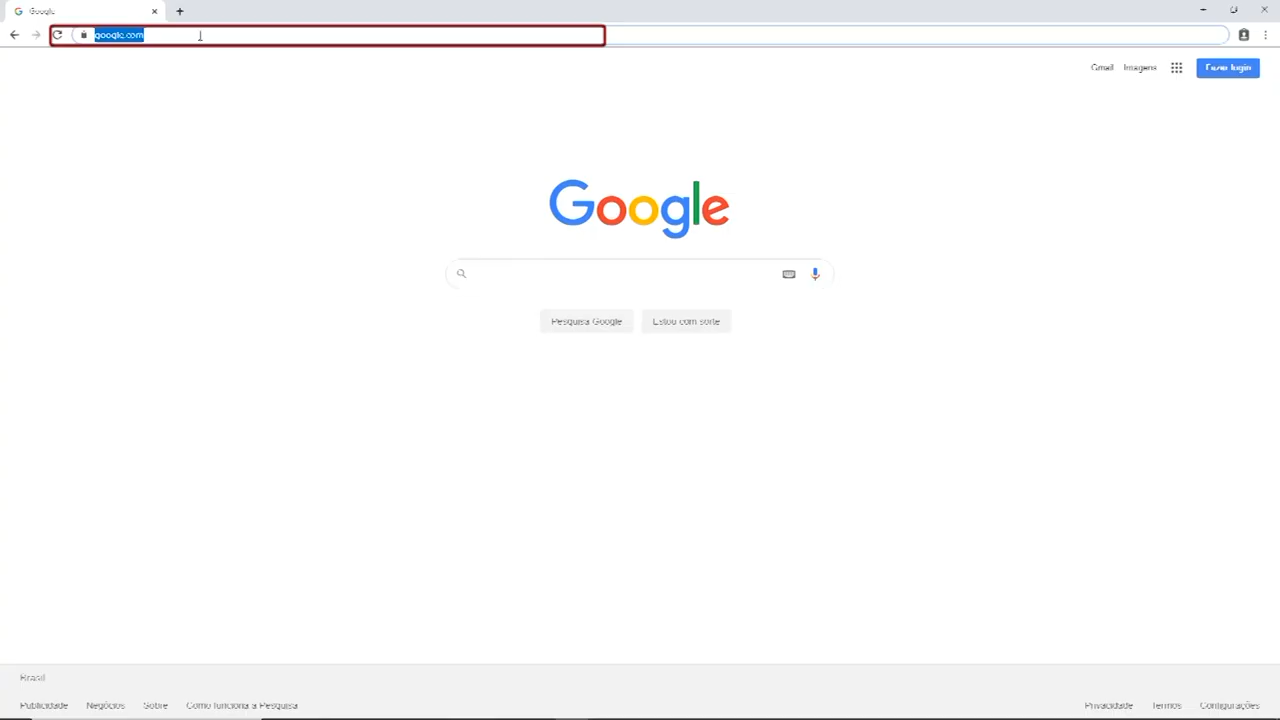 Google
google.com
Gmail Imagens Fazer login
Google
Pesquisa Google Estou com sorte
Brasil
Publicidade Negócios Sobre Como funciona a Pesquisa Privacidade Termos Configurações